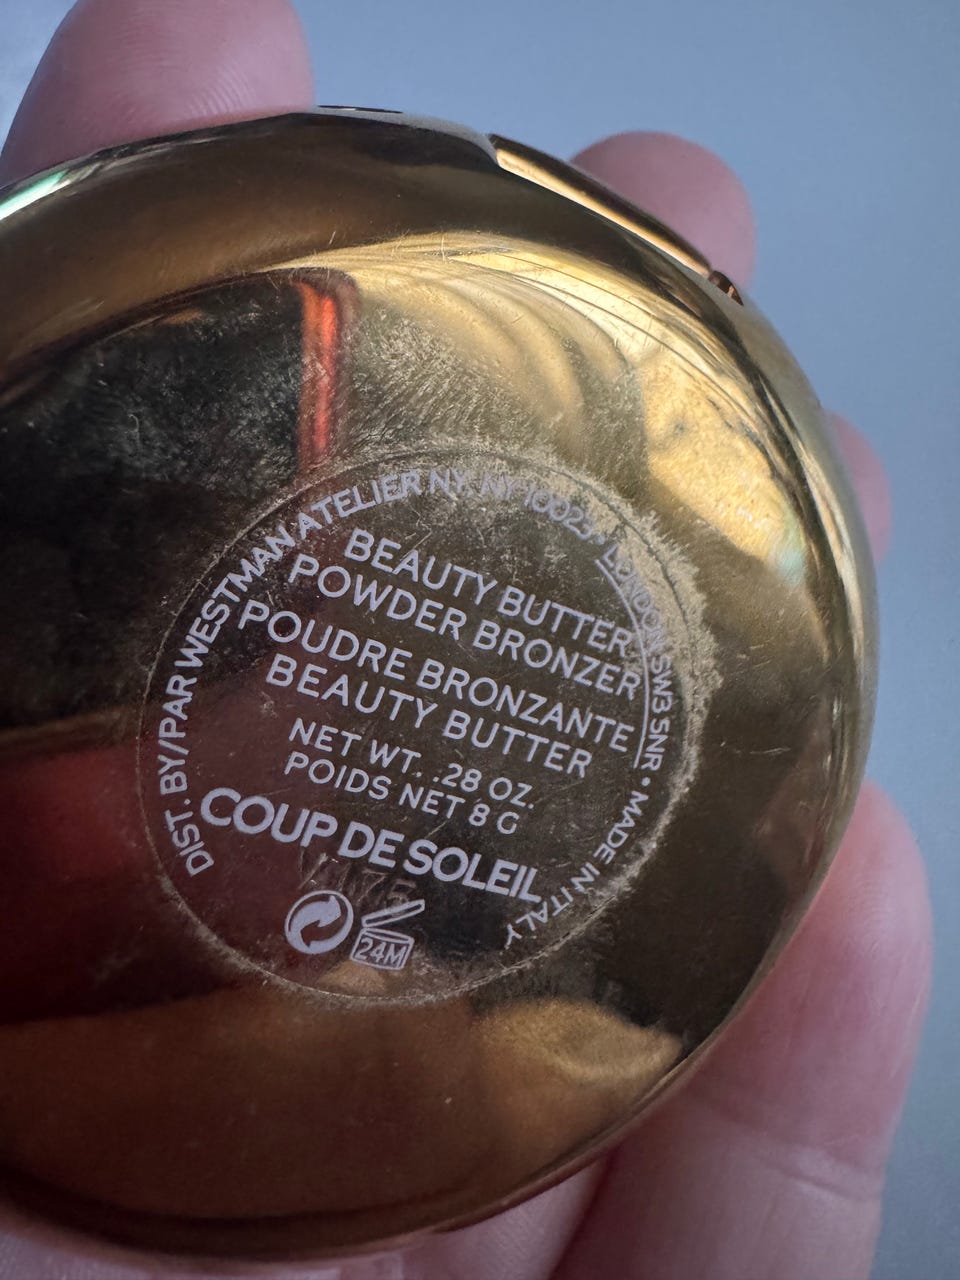 DIST. BY/PAR WESTMAN ATELIER NY, NY 10023 • LONDON SW3 5NR • MADE IN ITALY
BEAUTY BUTTER
POWDER BRONZER
POUDRE BRONZANTE
BEAUTY BUTTER
NET WT. .28 OZ.
POIDS NET 8 G
COUP DE SOLEIL
24M